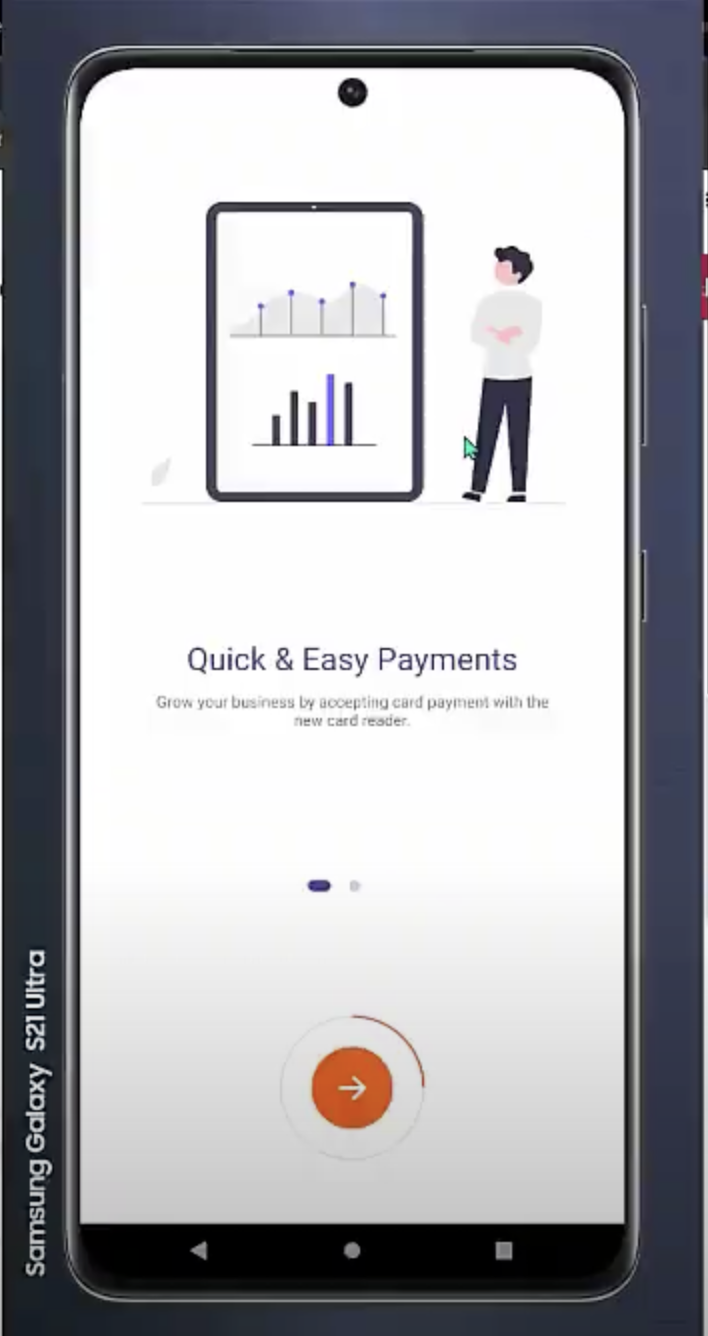 Quick & Easy Payments
Grow your business by accepting card payment with the
new card reader.
Samsung Galaxy S21 Ultra